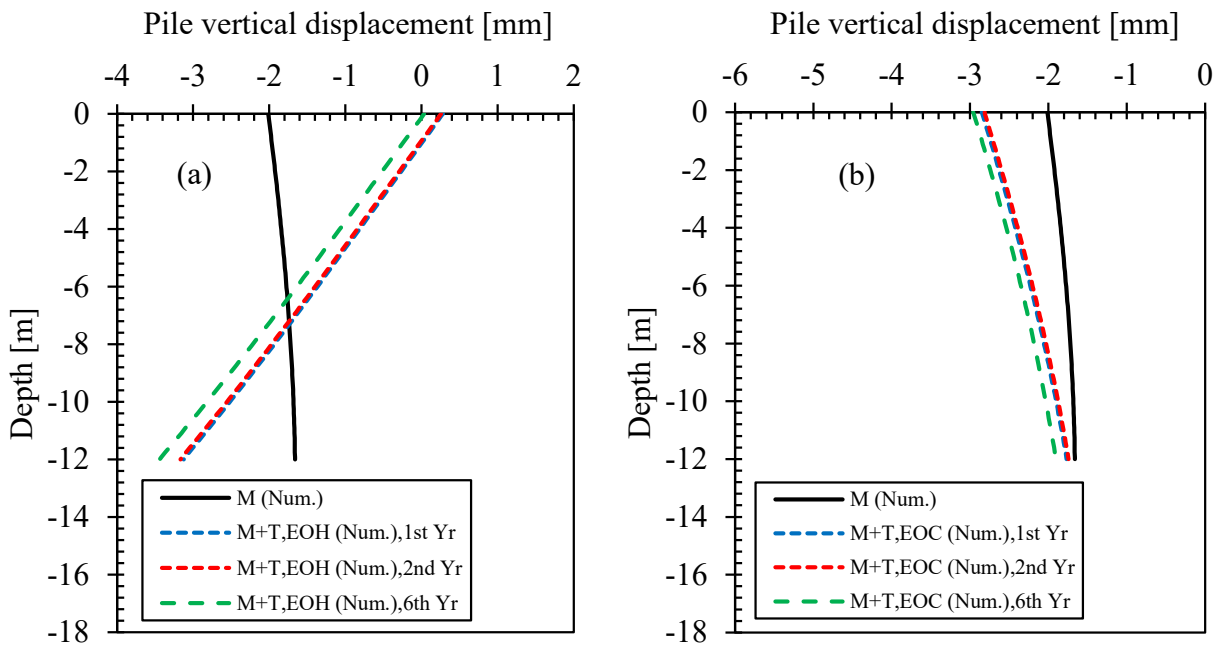 Pile vertical displacement [mm]
-4 -3 -2 -1 0 1 2
0
-2
-4
-6
-8
-10
-12
-14
-16
-18
Depth [m]
(a)
M (Num.)
M+T,EOH (Num.),1st Yr
M+T,EOH (Num.),2nd Yr
M+T,EOH (Num.),6th Yr
Pile vertical displacement [mm]
-6 -5 -4 -3 -2 -1 0
0
-2
-4
-6
-8
-10
-12
-14
-16
-18
Depth [m]
(b)
M (Num.)
M+T,EOC (Num.),1st Yr
M+T,EOC (Num.),2nd Yr
M+T,EOC (Num.),6th Yr